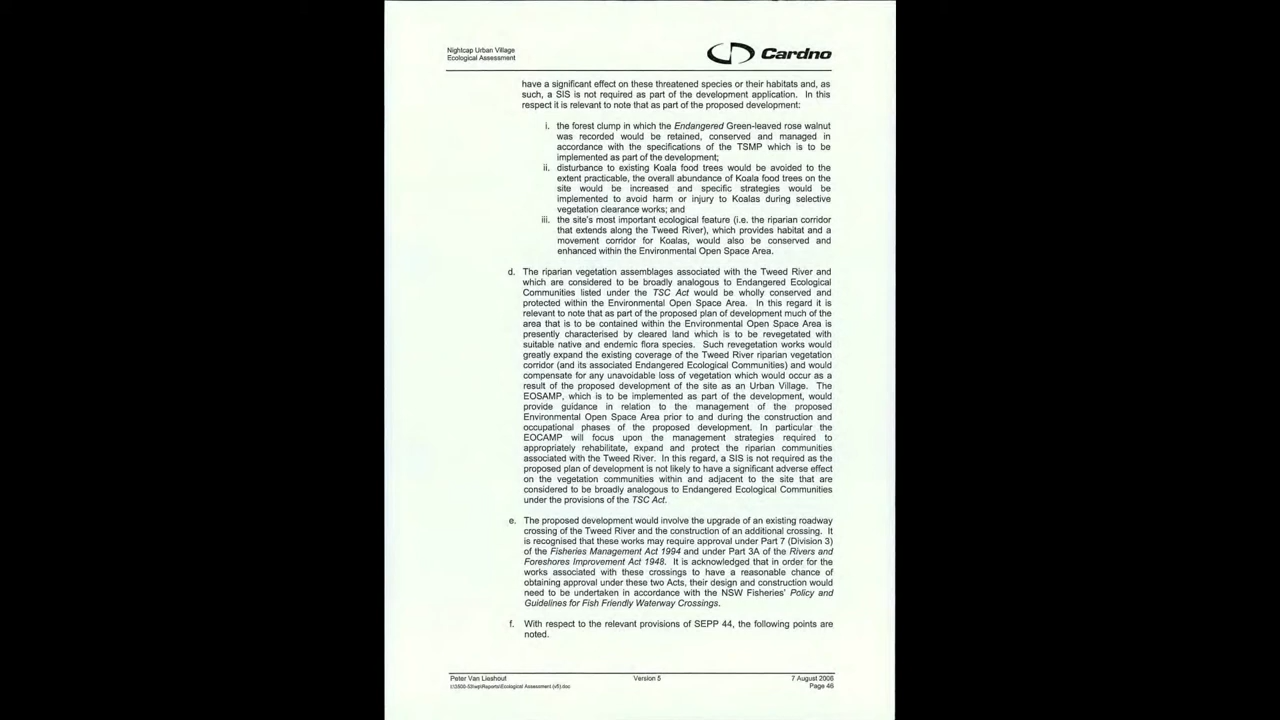 Nightcap Urban Village
Ecological Assessment
Cardno
have a significant effect on these threatened species or their habitats and, as
such, a SIS is not required as part of the development application. In this
respect it is relevant to note that as part of the proposed development:
i. the forest clump in which the Endangered Green-leaved rose walnut
was recorded would be retained, conserved and managed in
accordance with the specifications of the TSMP which is to be
implemented as part of the development;
ii. disturbance to existing Koala food trees would be avoided to the
extent practicable, the overall abundance of Koala food trees on the
site would be increased and specific strategies would be
implemented to avoid harm or injury to Koalas during selective
vegetation clearance works; and
iii. the site's most important ecological feature (i.e. the riparian corridor
that extends along the Tweed River), which provides habitat and a
movement corridor for Koalas, would also be conserved and
enhanced within the Environmental Open Space Area.
d. The riparian vegetation assemblages associated with the Tweed River and
which are considered to be broadly analogous to Endangered Ecological
Communities listed under the TSC Act would be wholly conserved and
protected within the Environmental Open Space Area. In this regard it is
relevant to note that as part of the proposed plan of development much of the
area that is to be contained within the Environmental Open Space Area is
presently characterised by cleared land which is to be revegetated with
suitable native and endemic flora species. Such revegetation works would
greatly expand the existing coverage of the Tweed River riparian vegetation
corridor (and its associated Endangered Ecological Communities) and would
compensate for any unavoidable loss of vegetation which would occur as a
result of the proposed development of the site as an Urban Village. The
EOSAMP, which is to be implemented as part of the development, would
provide guidance in relation to the management of the proposed
Environmental Open Space Area prior to and during the construction and
occupational phases of the proposed development. In particular the
EOCAMP will focus upon the management strategies required to
appropriately rehabilitate, expand and protect the riparian communities
associated with the Tweed River. In this regard, a SIS is not required as the
proposed plan of development is not likely to have a significant adverse effect
on the vegetation communities within and adjacent to the site that are
considered to be broadly analogous to Endangered Ecological Communities
under the provisions of the TSC Act.
e. The proposed development would involve the upgrade of an existing roadway
crossing of the Tweed River and the construction of an additional crossing. It
is recognised that these works may require approval under Part 7 (Division 3)
of the Fisheries Management Act 1994 and under Part 3A of the Rivers and
Foreshores Improvement Act 1948. It is acknowledged that in order for the
works associated with these crossings to have a reasonable chance of
obtaining approval under these two Acts, their design and construction would
need to be undertaken in accordance with the NSW Fisheries' Policy and
Guidelines for Fish Friendly Waterway Crossings.
f. With respect to the relevant provisions of SEPP 44, the following points are
noted.
Peter Van Lieshout Version 5 7 August 2006
Page 46